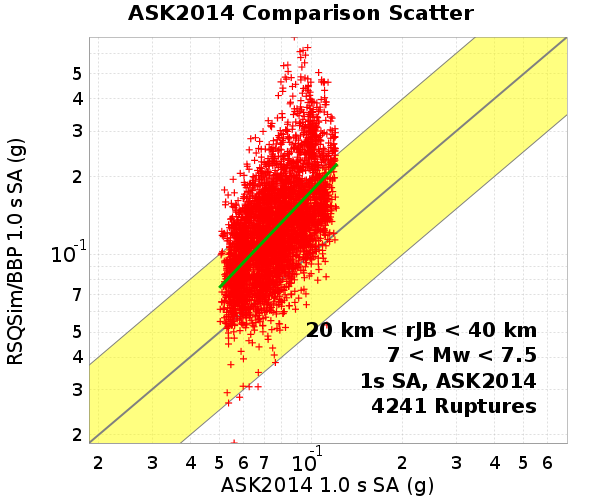 ASK2014 Comparison Scatter
RSQSim/BBP 1.0 s SA (g)
5
4
3
2
10-1
7
5
4
3
2
20 km < rJB < 40 km
7 < Mw < 7.5
1s SA, ASK2014
4241 Ruptures
2 3 4 5 6 7 10-1 2 3 4 5 6
ASK2014 1.0 s SA (g)